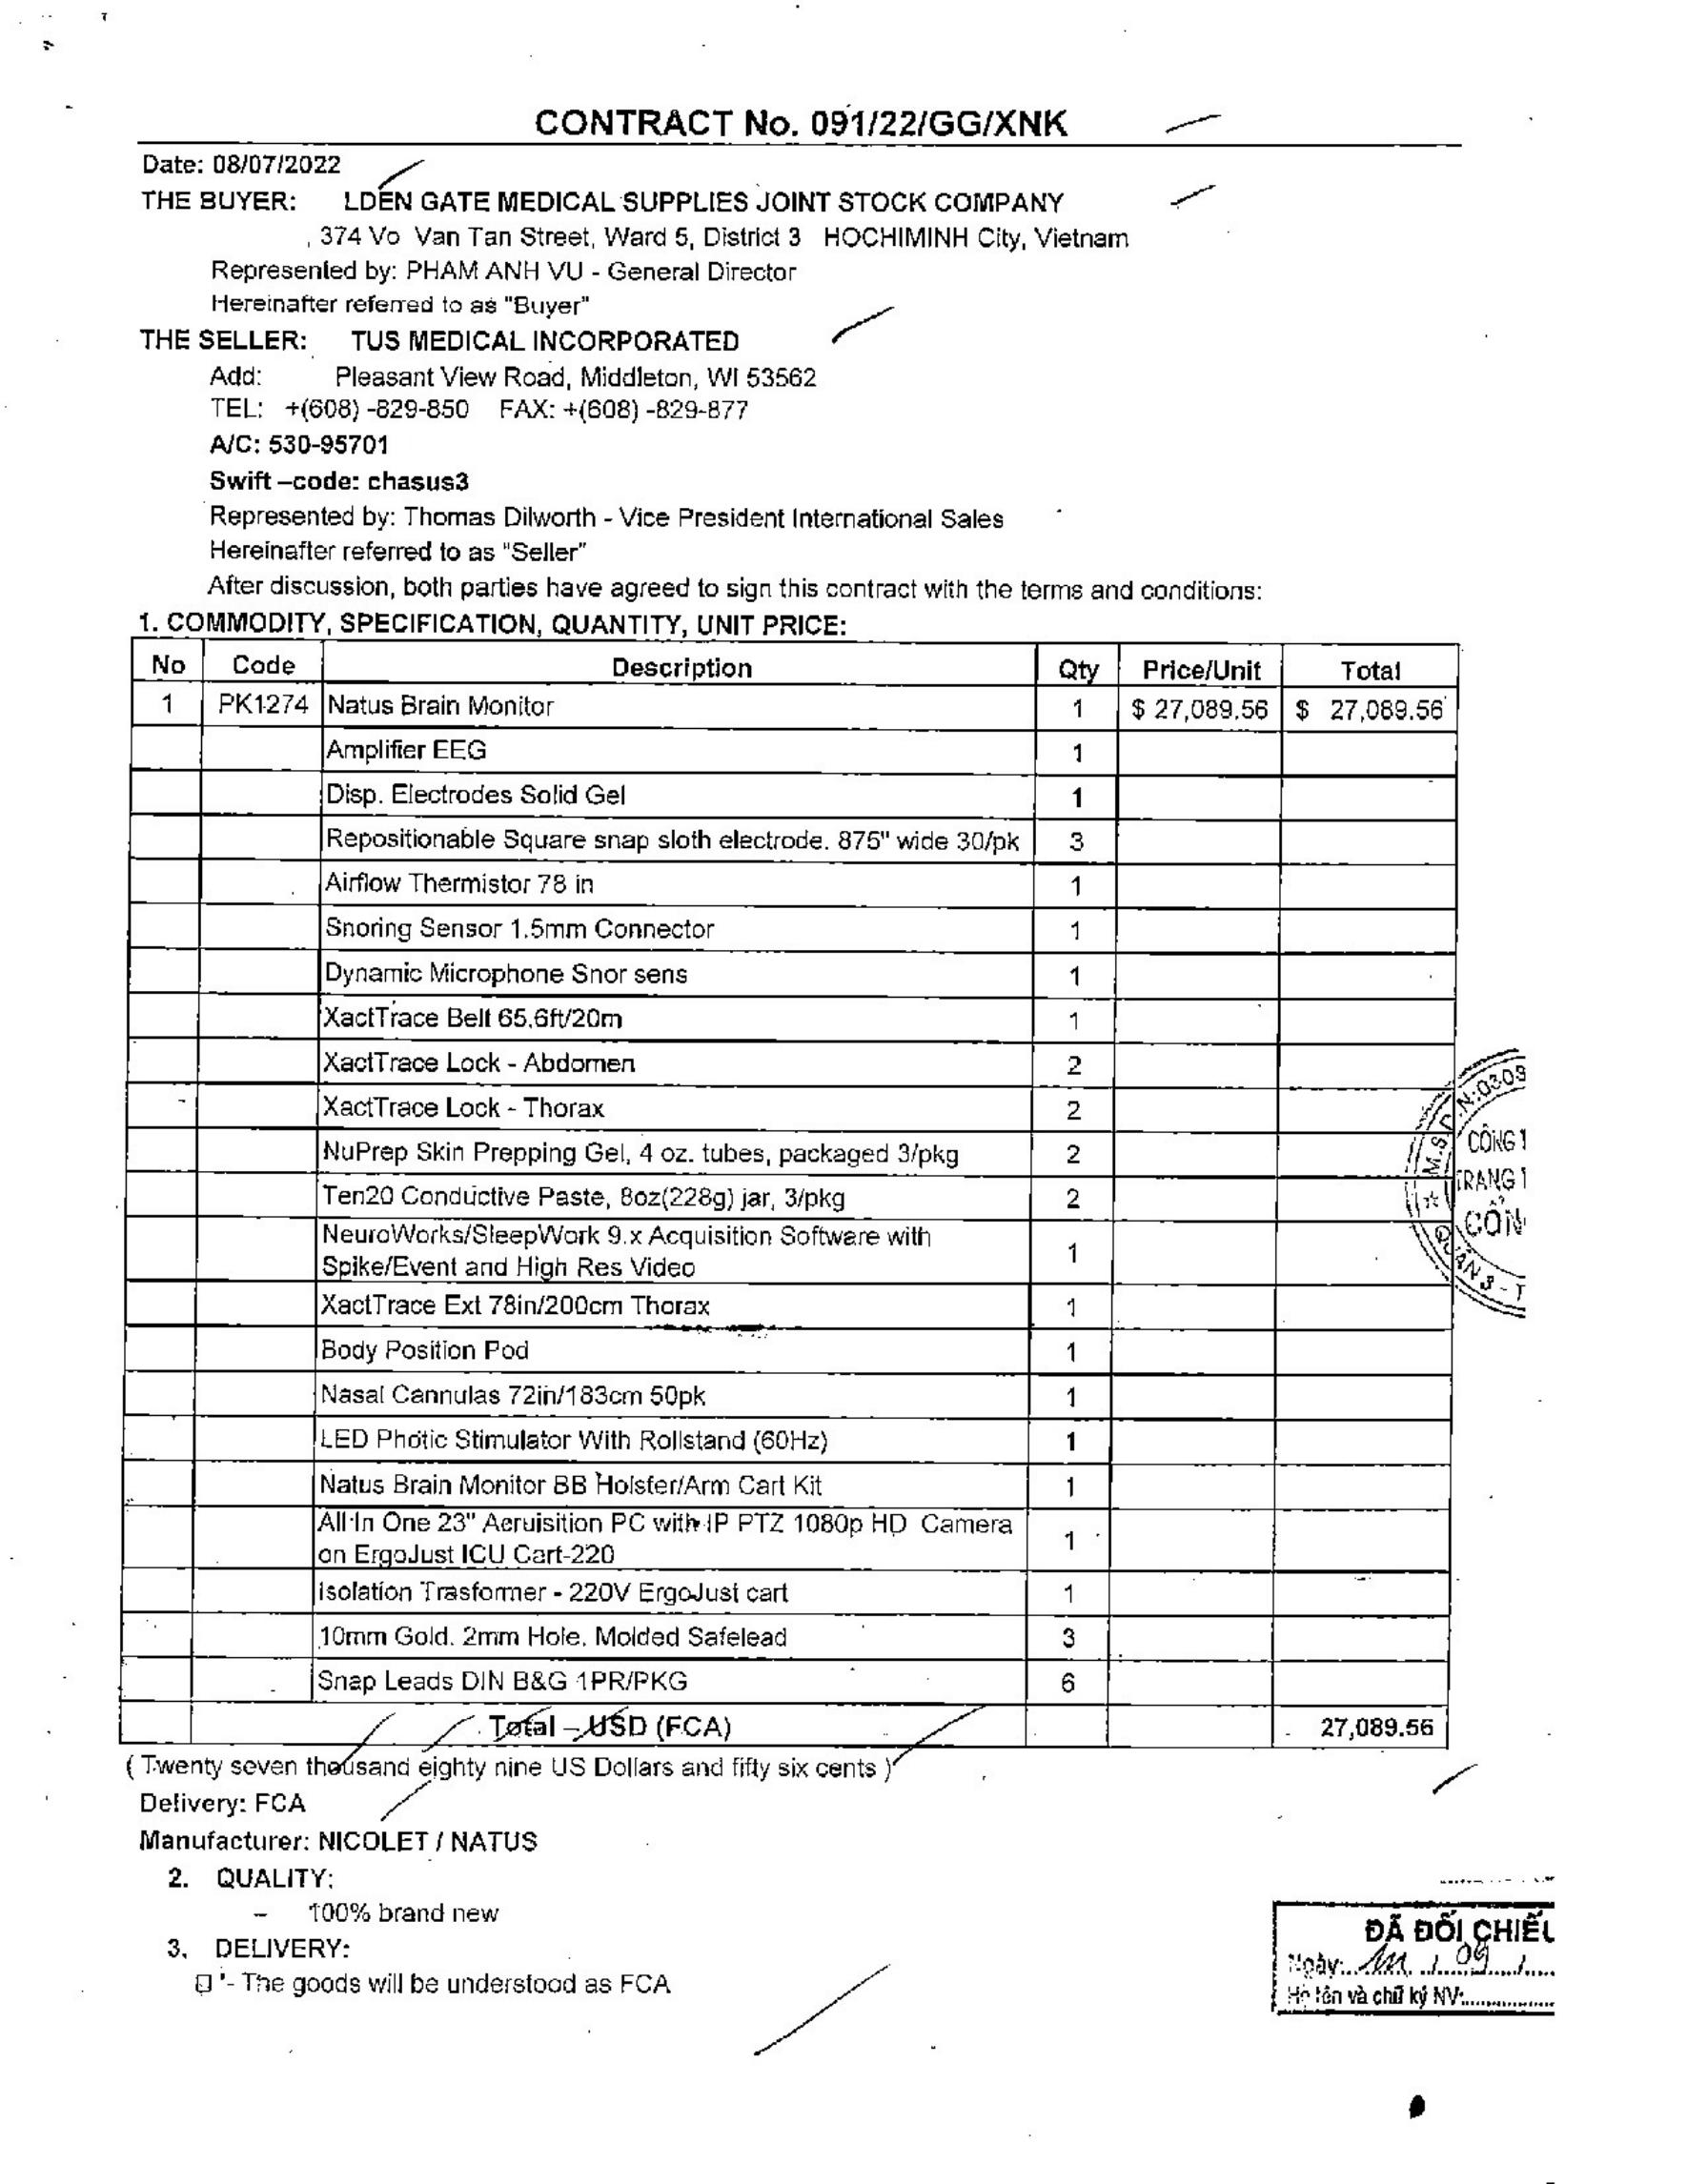 CONTRACT No. 091/22/GG/XNK
Date: 08/07/2022
THE BUYER: LDEN GATE MEDICAL SUPPLIES JOINT STOCK COMPANY
, 374 Vo Van Tan Street, Ward 5, District 3 HOCHIMINH City, Vietnam
Represented by: PHAM ANH VU - General Director
Hereinafter referred to as "Buyer"
THE SELLER: TUS MEDICAL INCORPORATED
Add: Pleasant View Road, Middleton, WI 53562
TEL: +(608) -829-850 FAX: +(608) -829-877
A/C: 530-95701
Swift –code: chasus3
Represented by: Thomas Dilworth - Vice President International Sales
Hereinafter referred to as "Seller"
After discussion, both parties have agreed to sign this contract with the terms and conditions:
1. COMMODITY, SPECIFICATION, QUANTITY, UNIT PRICE:
No Code Description Qty Price/Unit Total
1 PK1274 Natus Brain Monitor 1 $ 27,089.56 $ 27,089.56
Amplifier EEG 1
Disp. Electrodes Solid Gel 1
Repositionable Square snap sloth electrode. 875" wide 30/pk 3
Airflow Thermistor 78 in 1
Snoring Sensor 1.5mm Connector 1
Dynamic Microphone Snor sens 1
XactTrace Belt 65,6ft/20m 1
XactTrace Lock - Abdomen 2
XactTrace Lock - Thorax 2
NuPrep Skin Prepping Gel, 4 oz. tubes, packaged 3/pkg 2
Ten20 Conductive Paste, 8oz(228g) jar, 3/pkg 2
NeuroWorks/SleepWork 9.x Acquisition Software with
Spike/Event and High Res Video 1
XactTrace Ext 78in/200cm Thorax 1
Body Position Pod 1
Nasal Cannulas 72in/183cm 50pk 1
LED Photic Stimulator With Rollstand (60Hz) 1
Natus Brain Monitor BB Holster/Arm Cart Kit 1
All In One 23" Aeruisition PC with IP PTZ 1080p HD Camera
on ErgoJust ICU Cart-220 1
Isolation Trasformer - 220V ErgoJust cart 1
10mm Gold. 2mm Hole. Molded Safelead 3
Snap Leads DIN B&G 1PR/PKG 6
Total – USD (FCA) 27,089.56
( Twenty seven thousand eighty nine US Dollars and fifty six cents )
Delivery: FCA
Manufacturer: NICOLET / NATUS
2. QUALITY:
– 100% brand new
3. DELIVERY:
'- The goods will be understood as FCA
M.S.D.N:0309
CÔNG T
TRANG T
CÔN
QUẬN 3 - T
ĐÃ ĐỐI CHIẾU
Ngày: 09
Họ tên và chữ ký NV: